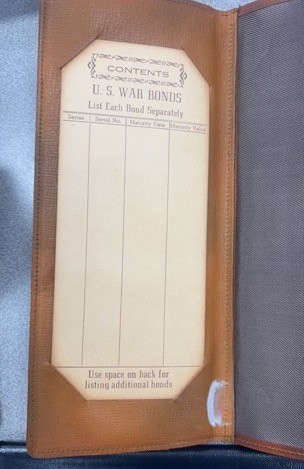 CONTENTS
U. S. WAR BONDS
List Each Bond Separately
Series Serial No. Maturity Date Maturity Value
Use space on back for
listing additional bonds